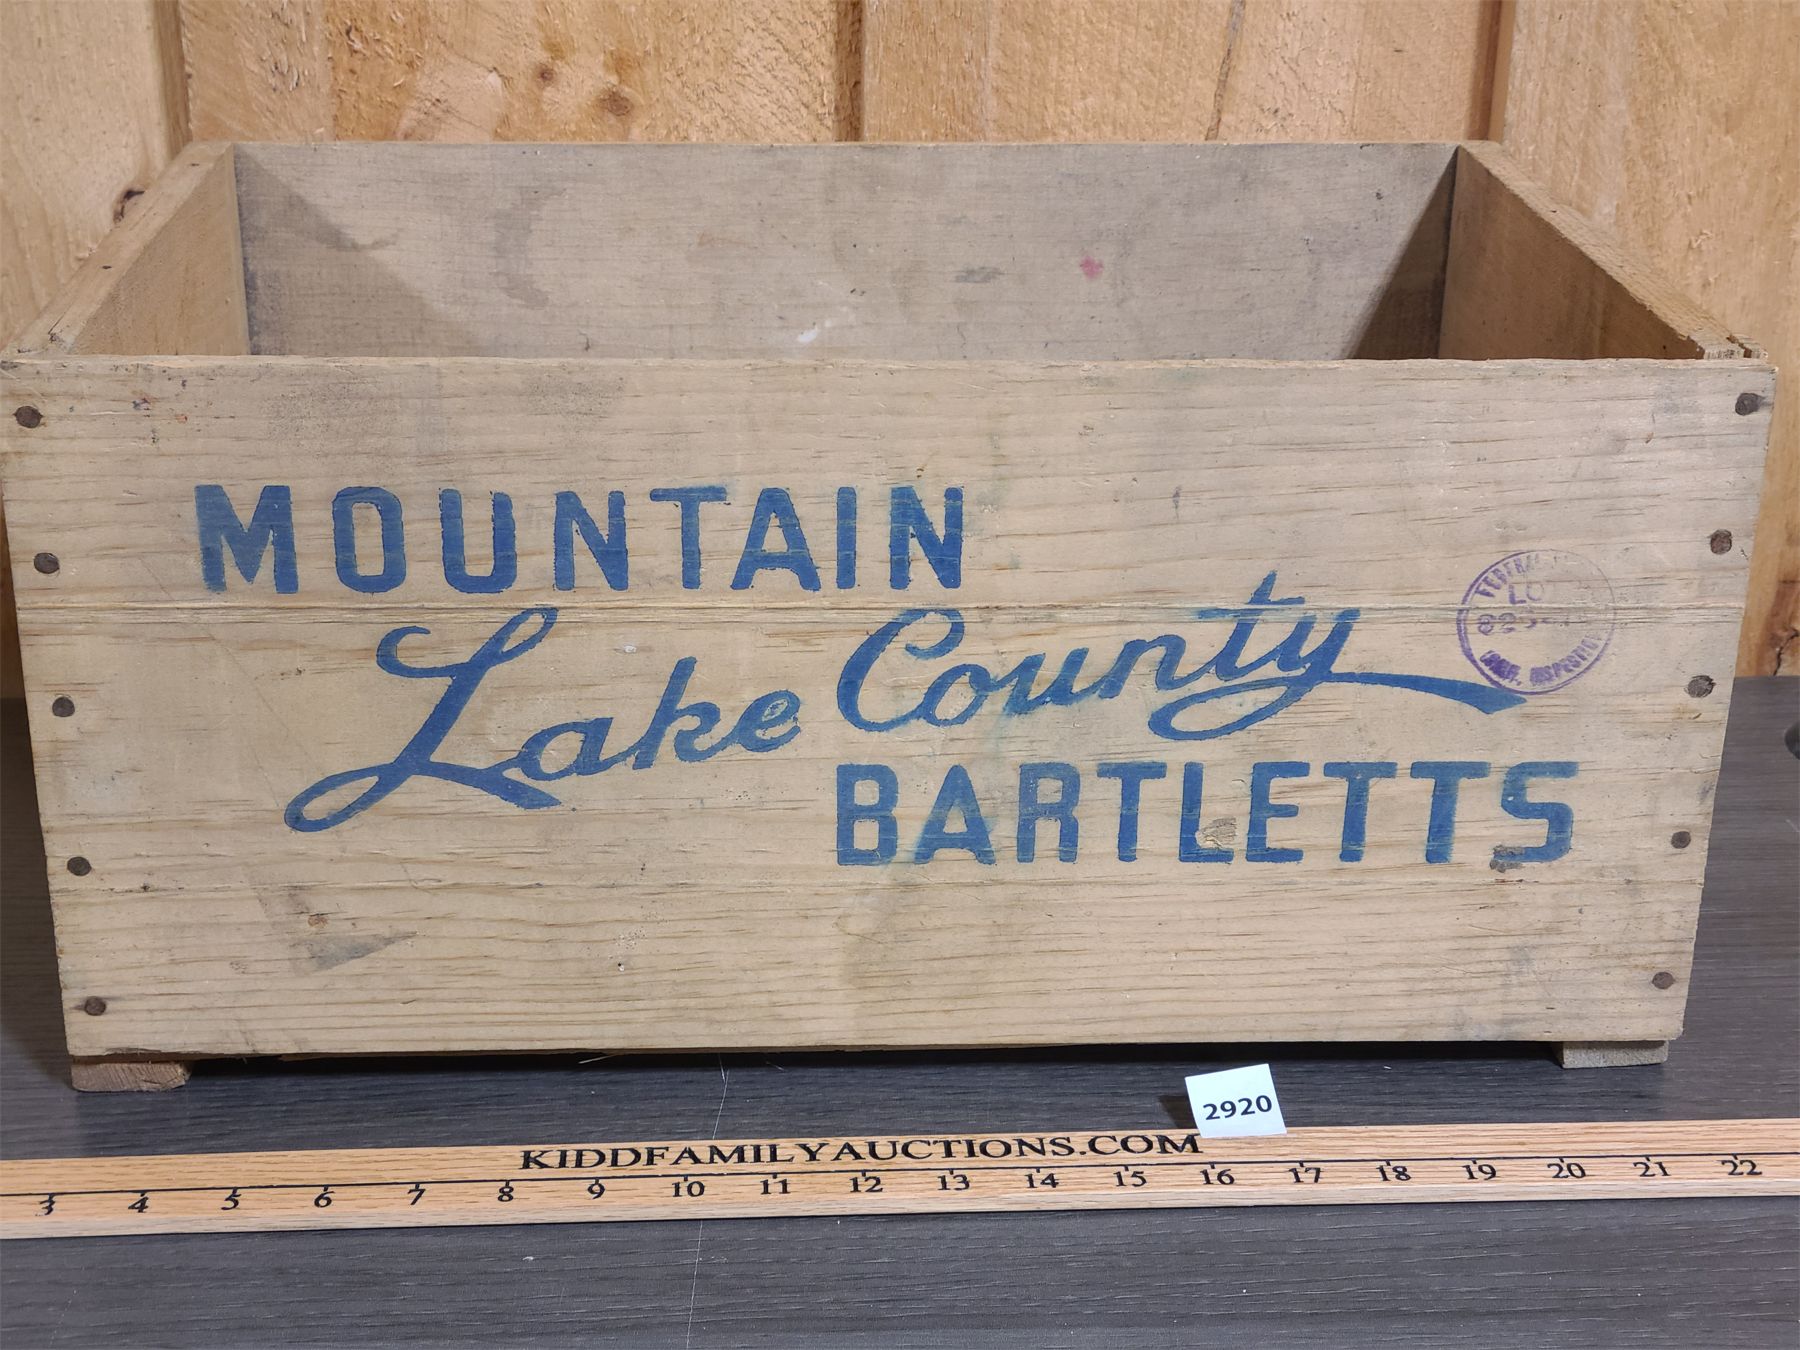 MOUNTAIN
Lake County
BARTLETTS
LOT
2920
KIDDFAMILYAUCTIONS.COM
3 4 5 6 7 8 9 10 11 12 13 14 15 16 17 18 19 20 21 22